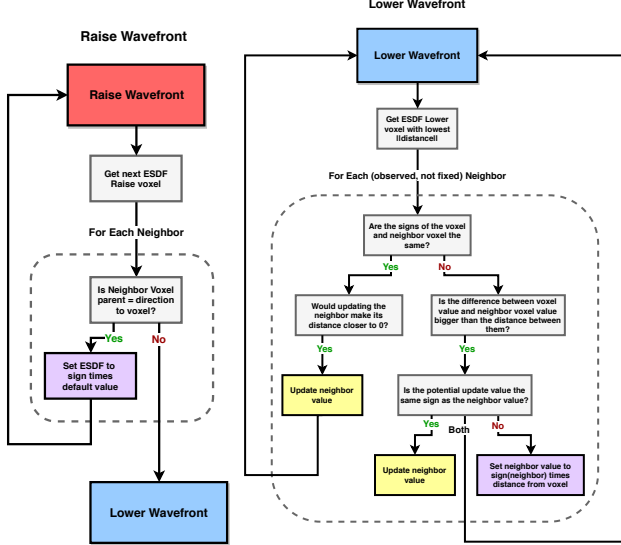 Raise Wavefront
Raise Wavefront
Get next ESDF
Raise voxel
For Each Neighbor
Is Neighbor Voxel
parent = direction
to voxel?
Yes
No
Set ESDF to
sign times
default value
Lower Wavefront
Lower Wavefront
Lower Wavefront
Get ESDF Lower
voxel with lowest
||distance||
For Each (observed, not fixed) Neighbor
Are the signs of the voxel
and neighbor voxel the
same?
Yes
No
Would updating the
neighbor make its
distance closer to 0?
Yes
Update neighbor
value
Is the difference between voxel
value and neighbor voxel value
bigger than the distance between
them?
Yes
Is the potential update value the
same sign as the neighbor value?
Yes
Both
No
Update neighbor
value
Set neighbor value to
sign(neighbor) times
distance from voxel